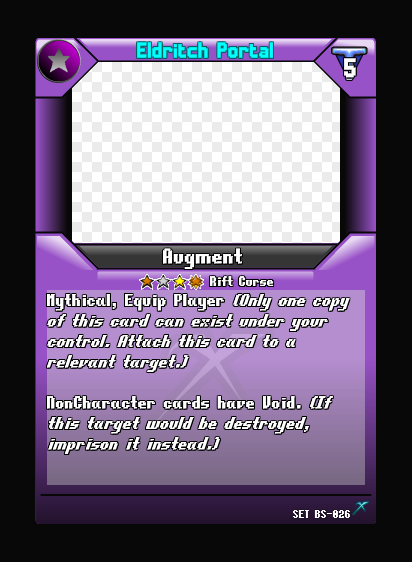 Eldritch Portal
5
Augment
Rift Curse
Mythical, Equip Player (Only one copy
of this card can exist under your
control. Attach this card to a
relevant target.)
NonCharacter cards have Void. (If
this target would be destroyed,
imprison it instead.)
SET BS-026